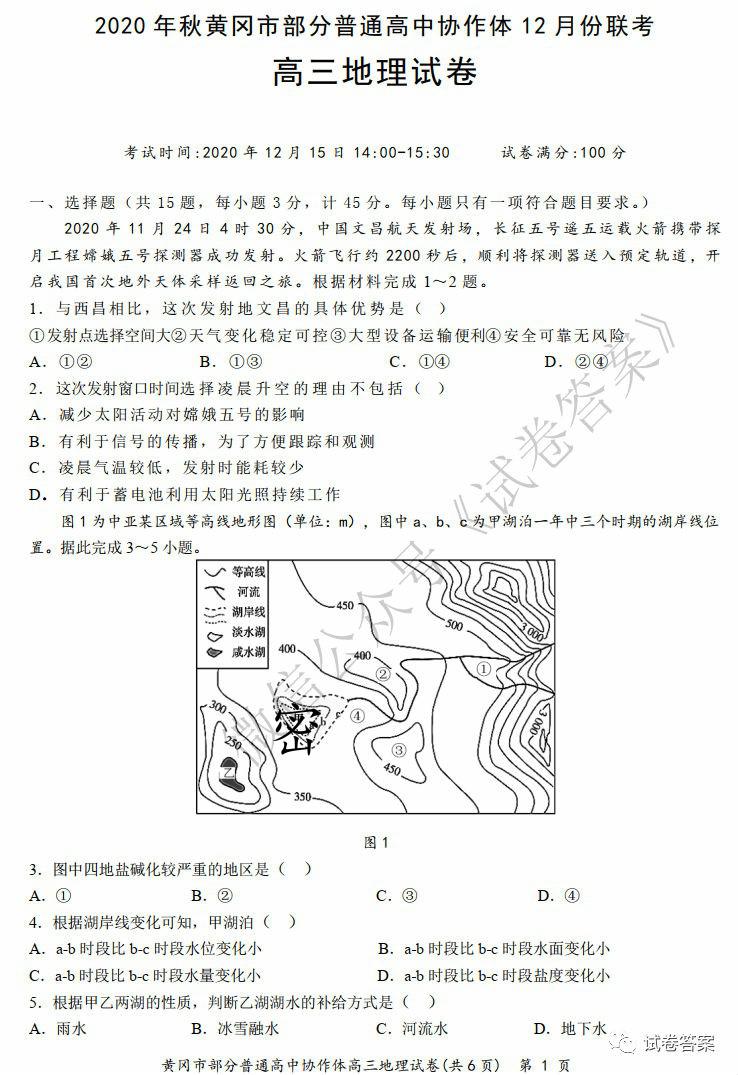 2020 年秋黄冈市部分普通高中协作体 12 月份联考
高三地理试卷
考试时间:2020 年 12 月 15 日 14:00-15:30 试卷满分:100 分
一、选择题（共 15 题，每小题 3 分，计 45 分。每小题只有一项符合题目要求。）
2020 年 11 月 24 日 4 时 30 分，中国文昌航天发射场，长征五号遥五运载火箭携带探
月工程嫦娥五号探测器成功发射。火箭飞行约 2200 秒后，顺利将探测器送入预定轨道，开
启我国首次地外天体采样返回之旅。根据材料完成 1～2 题。
1．与西昌相比，这次发射地文昌的具体优势是（ ）
①发射点选择空间大②天气变化稳定可控③大型设备运输便利④安全可靠无风险
A．①② B．①③ C．①④ D．②④
2．这次发射窗口时间选择凌晨升空的理由不包括（ ）
A．减少太阳活动对嫦娥五号的影响
B．有利于信号的传播，为了方便跟踪和观测
C．凌晨气温较低，发射时能耗较少
D．有利于蓄电池利用太阳光照持续工作
图 1 为中亚某区域等高线地形图（单位：m），图中 a、b、c 为甲湖泊一年中三个时期的湖岸线位
置。据此完成 3～5 小题。
等高线
河流
湖岸线
淡水湖
咸水湖
450
500
3 000
400
400
①
②
300
密
c
④
3 000
250
③
乙
450
350
图 1
3．图中四地盐碱化较严重的地区是（ ）
A．① B．② C．③ D．④
4．根据湖岸线变化可知，甲湖泊（ ）
A．a-b 时段比 b-c 时段水位变化小 B．a-b 时段比 b-c 时段水面变化小
C．a-b 时段比 b-c 时段水量变化小 D．a-b 时段比 b-c 时段盐度变化小
5．根据甲乙两湖的性质，判断乙湖湖水的补给方式是（ ）
A．雨水 B．冰雪融水 C．河流水 D．地下水
黄冈市部分普通高中协作体高三地理试卷(共 6 页) 第 1 页
微信公众号《试卷答案》
试卷答案